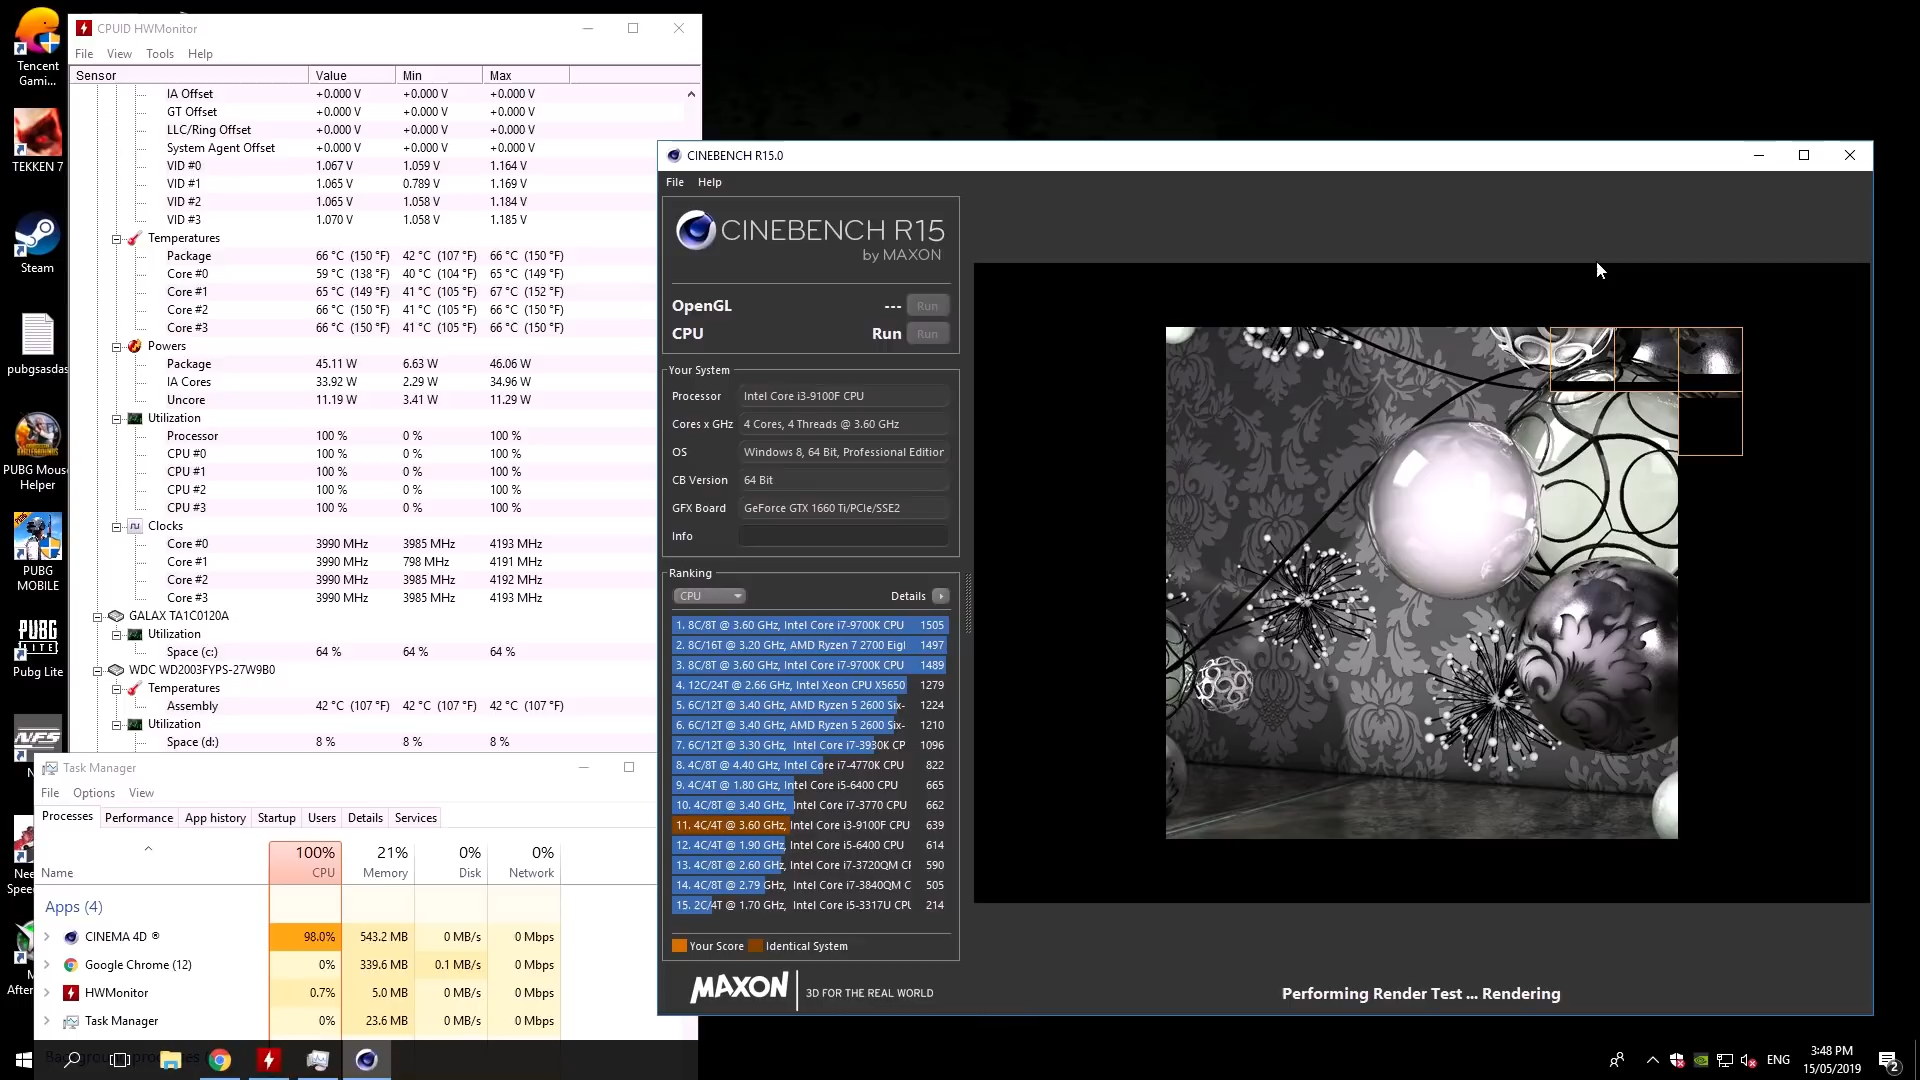 Tencent
Gami...
TEKKEN 7
Steam
pubgsasdas
PUBG Mouse
Helper
PUBG
MOBILE
PUBG
LITE
Pubg Lite
NFS
Nee
Spee
After
CPUID HWMonitor
File View Tools Help
Sensor Value Min Max
IA Offset +0.000 V +0.000 V +0.000 V
GT Offset +0.000 V +0.000 V +0.000 V
LLC/Ring Offset +0.000 V +0.000 V +0.000 V
System Agent Offset +0.000 V +0.000 V +0.000 V
VID #0 1.067 V 1.059 V 1.164 V
VID #1 1.065 V 0.789 V 1.169 V
VID #2 1.065 V 1.058 V 1.184 V
VID #3 1.070 V 1.058 V 1.185 V
Temperatures
Package 66 °C (150 °F) 42 °C (107 °F) 66 °C (150 °F)
Core #0 59 °C (138 °F) 40 °C (104 °F) 65 °C (149 °F)
Core #1 65 °C (149 °F) 41 °C (105 °F) 67 °C (152 °F)
Core #2 66 °C (150 °F) 41 °C (105 °F) 66 °C (150 °F)
Core #3 66 °C (150 °F) 41 °C (105 °F) 66 °C (150 °F)
Powers
Package 45.11 W 6.63 W 46.06 W
IA Cores 33.92 W 2.29 W 34.96 W
Uncore 11.19 W 3.41 W 11.29 W
Utilization
Processor 100 % 0 % 100 %
CPU #0 100 % 0 % 100 %
CPU #1 100 % 0 % 100 %
CPU #2 100 % 0 % 100 %
CPU #3 100 % 0 % 100 %
Clocks
Core #0 3990 MHz 3985 MHz 4193 MHz
Core #1 3990 MHz 798 MHz 4191 MHz
Core #2 3990 MHz 3985 MHz 4192 MHz
Core #3 3990 MHz 3985 MHz 4193 MHz
GALAX TA1C0120A
Utilization
Space (c:) 64 % 64 % 64 %
WDC WD2003FYPS-27W9B0
Temperatures
Assembly 42 °C (107 °F) 42 °C (107 °F) 42 °C (107 °F)
Utilization
Space (d:) 8 % 8 % 8 %
Task Manager
File Options View
Processes Performance App history Startup Users Details Services
100% 21% 0% 0%
Name CPU Memory Disk Network
Apps (4)
CINEMA 4D ® 98.0% 543.2 MB 0 MB/s 0 Mbps
Google Chrome (12) 0% 339.6 MB 0.1 MB/s 0 Mbps
HWMonitor 0.7% 5.0 MB 0 MB/s 0 Mbps
Task Manager 0% 23.6 MB 0 MB/s 0 Mbps
CINEBENCH R15.0
File Help
CINEBENCH R15
by MAXON
OpenGL --- Run
CPU Run Run
Your System
Processor Intel Core i3-9100F CPU
Cores x GHz 4 Cores, 4 Threads @ 3.60 GHz
OS Windows 8, 64 Bit, Professional Edition
CB Version 64 Bit
GFX Board GeForce GTX 1660 Ti/PCIe/SSE2
Info
Ranking
CPU Details
1. 8C/8T @ 3.60 GHz, Intel Core i7-9700K CPU 1505
2. 8C/16T @ 3.20 GHz, AMD Ryzen 7 2700 Eigl 1497
3. 8C/8T @ 3.60 GHz, Intel Core i7-9700K CPU 1489
4. 12C/24T @ 2.66 GHz, Intel Xeon CPU X5650 1279
5. 6C/12T @ 3.40 GHz, AMD Ryzen 5 2600 Six- 1224
6. 6C/12T @ 3.40 GHz, AMD Ryzen 5 2600 Six- 1210
7. 6C/12T @ 3.30 GHz, Intel Core i7-3930K CP 1096
8. 4C/8T @ 4.40 GHz, Intel Core i7-4770K CPU 822
9. 4C/4T @ 1.80 GHz, Intel Core i5-6400 CPU 665
10. 4C/8T @ 3.40 GHz, Intel Core i7-3770 CPU 662
11. 4C/4T @ 3.60 GHz, Intel Core i3-9100F CPU 639
12. 4C/4T @ 1.90 GHz, Intel Core i5-6400 CPU 614
13. 4C/8T @ 2.60 GHz, Intel Core i7-3720QM CF 590
14. 4C/8T @ 2.79 GHz, Intel Core i7-3840QM C 505
15. 2C/4T @ 1.70 GHz, Intel Core i5-3317U CPU 214
Your Score Identical System
MAXON 3D FOR THE REAL WORLD
Performing Render Test ... Rendering
ENG
3:48 PM
15/05/2019
2